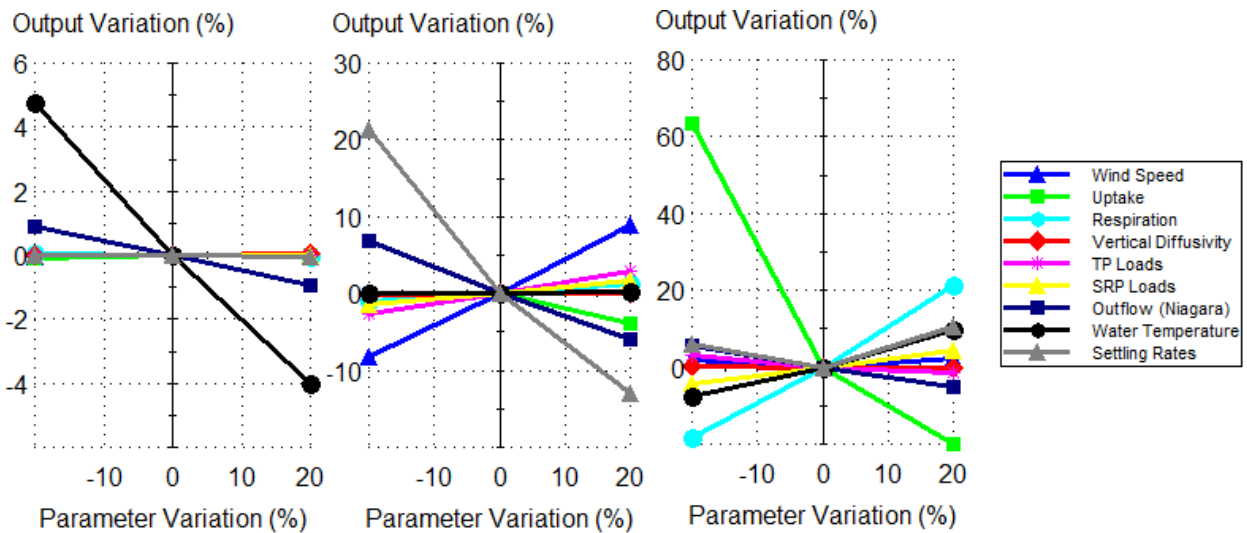 Output Variation (%)
Output Variation (%)
Output Variation (%)
6
4
2
0
-2
-4
-10
0
10
20
Parameter Variation (%)
30
20
10
0
-10
-10
0
10
20
Parameter Variation (%)
80
60
40
20
0
-10
0
10
20
Parameter Variation (%)
Wind Speed
Uptake
Respiration
Vertical Diffusivity
TP Loads
SRP Loads
Outflow (Niagara)
Water Temperature
Settling Rates